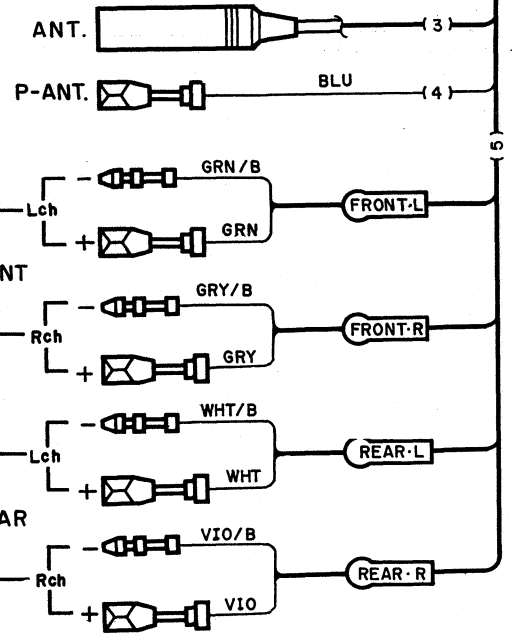 ANT. (3)
P-ANT. BLU (4)
(5)
- GRN/B
Lch FRONT·L
+ GRN
NT
- GRY/B
Rch FRONT·R
+ GRY
- WHT/B
Lch REAR·L
+ WHT
AR
- VIO/B
Rch REAR·R
+ VIO